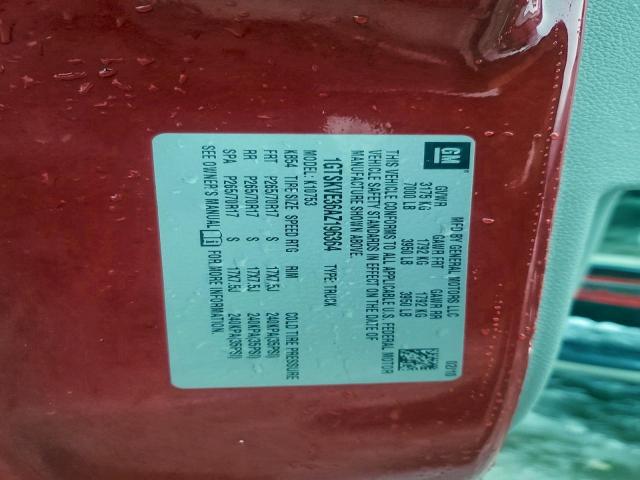 GM
MFD BY GENERAL MOTORS LLC 02/10
GVWR GAWR FRT GAWR RR
3175 KG 1792 KG 1792 KG
7000 LB 3950 LB 3950 LB
THIS VEHICLE CONFORMS TO ALL APPLICABLE U.S. FEDERAL MOTOR
VEHICLE SAFETY STANDARDS IN EFFECT ON THE DATE OF
MANUFACTURE SHOWN ABOVE.
1GTSKVE36AZ196364 TYPE: TRUCK
MODEL: K10753
KB54 TIRE SIZE SPEED RTG RIM COLD TIRE PRESSURE
FRT P265/70R17 S 17X7.5J 240KPA(35PSI)
RR P265/70R17 S 17X7.5J 240KPA(35PSI)
SPA P265/70R17 S 17X7.5J 240KPA(35PSI)
SEE OWNER'S MANUAL FOR MORE INFORMATION.